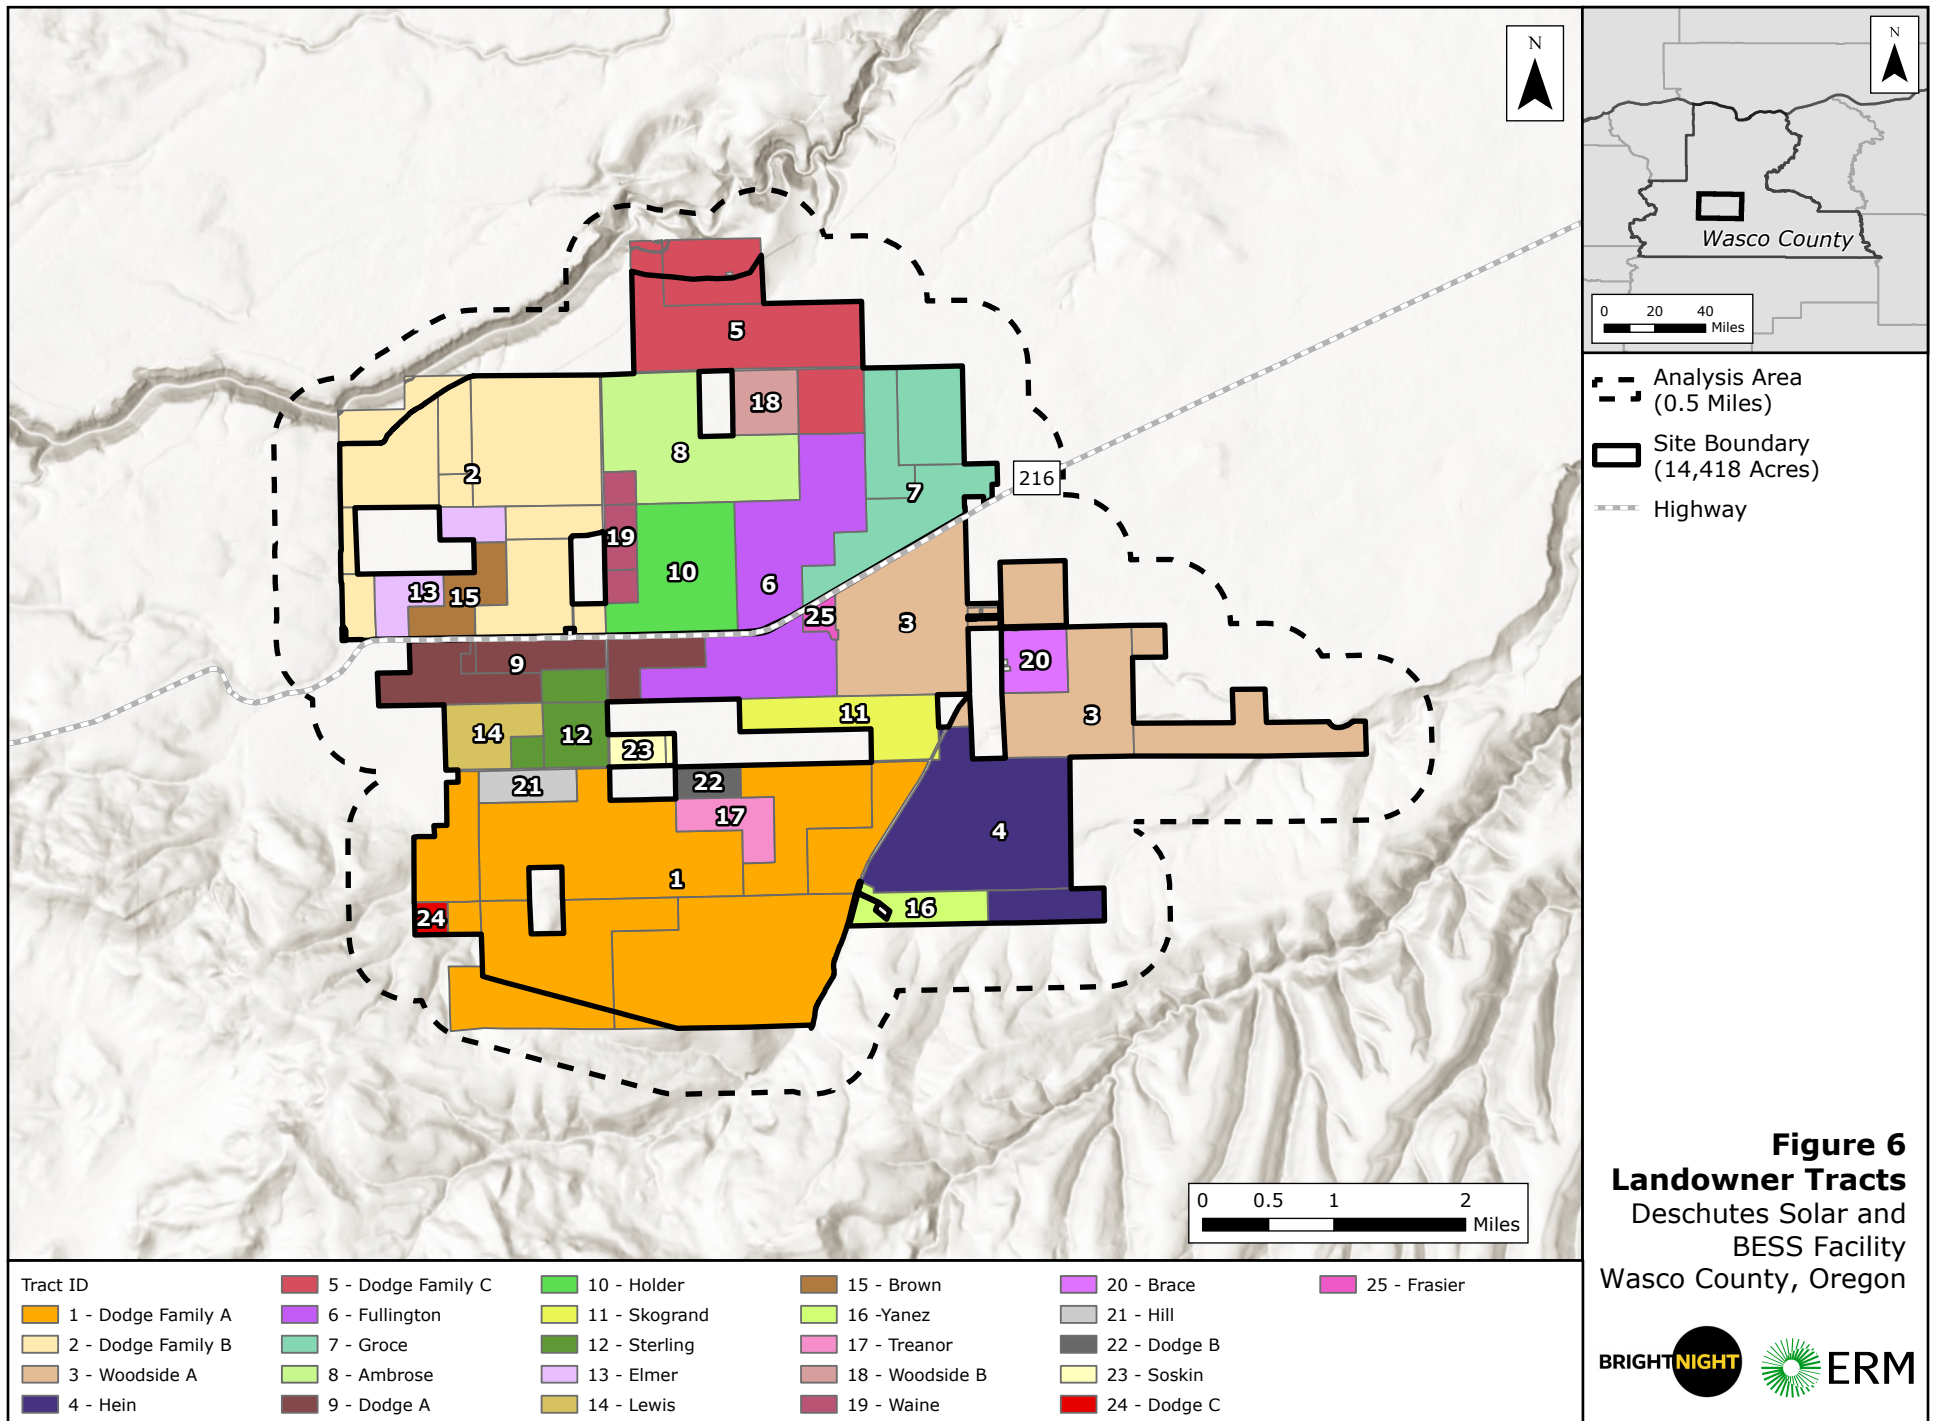 N
5
18
8
2
7
216
19
10
6
13
15
25
3
9
20
11
3
14
12
23
21
22
17
4
1
16
24
0 0.5 1 2
Miles
N
Wasco County
0 20 40
Miles
Analysis Area
(0.5 Miles)
Site Boundary
(14,418 Acres)
Highway
Figure 6
Landowner Tracts
Deschutes Solar and
BESS Facility
Wasco County, Oregon
BRIGHTNIGHT
ERM
Tract ID
1 - Dodge Family A
2 - Dodge Family B
3 - Woodside A
4 - Hein
5 - Dodge Family C
6 - Fullington
7 - Groce
8 - Ambrose
9 - Dodge A
10 - Holder
11 - Skogrand
12 - Sterling
13 - Elmer
14 - Lewis
15 - Brown
16 -Yanez
17 - Treanor
18 - Woodside B
19 - Waine
20 - Brace
21 - Hill
22 - Dodge B
23 - Soskin
24 - Dodge C
25 - Frasier